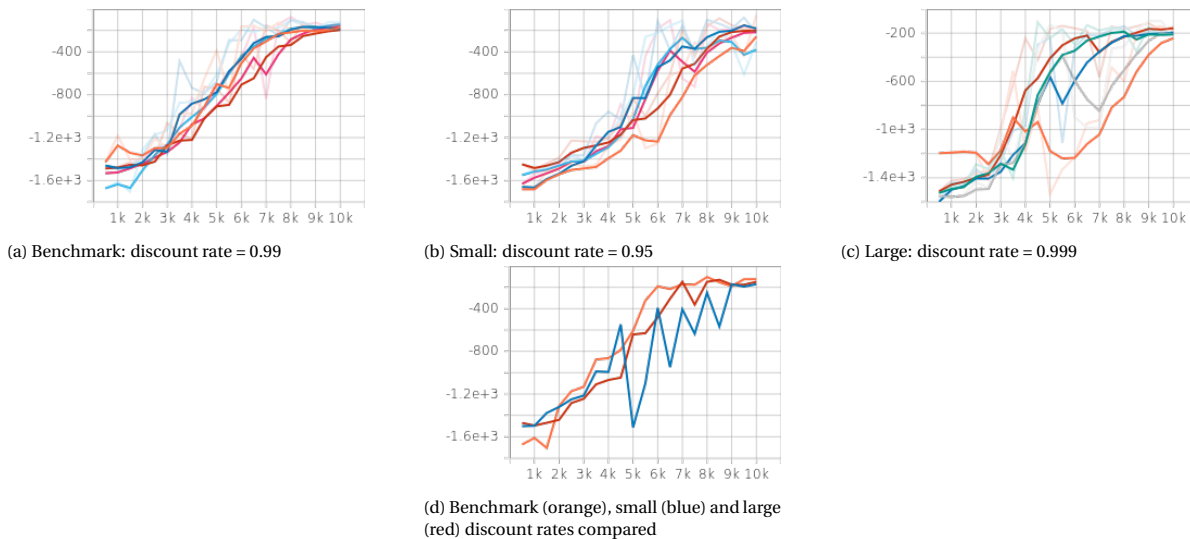 -400
-800
-1.2e+3
-1.6e+3
1k 2k 3k 4k 5k 6k 7k 8k 9k 10k
(a) Benchmark: discount rate = 0.99
-400
-800
-1.2e+3
-1.6e+3
1k 2k 3k 4k 5k 6k 7k 8k 9k 10k
(b) Small: discount rate = 0.95
-200
-600
-1e+3
-1.4e+3
1k 2k 3k 4k 5k 6k 7k 8k 9k 10k
(c) Large: discount rate = 0.999
-400
-800
-1.2e+3
-1.6e+3
1k 2k 3k 4k 5k 6k 7k 8k 9k 10k
(d) Benchmark (orange), small (blue) and large
(red) discount rates compared